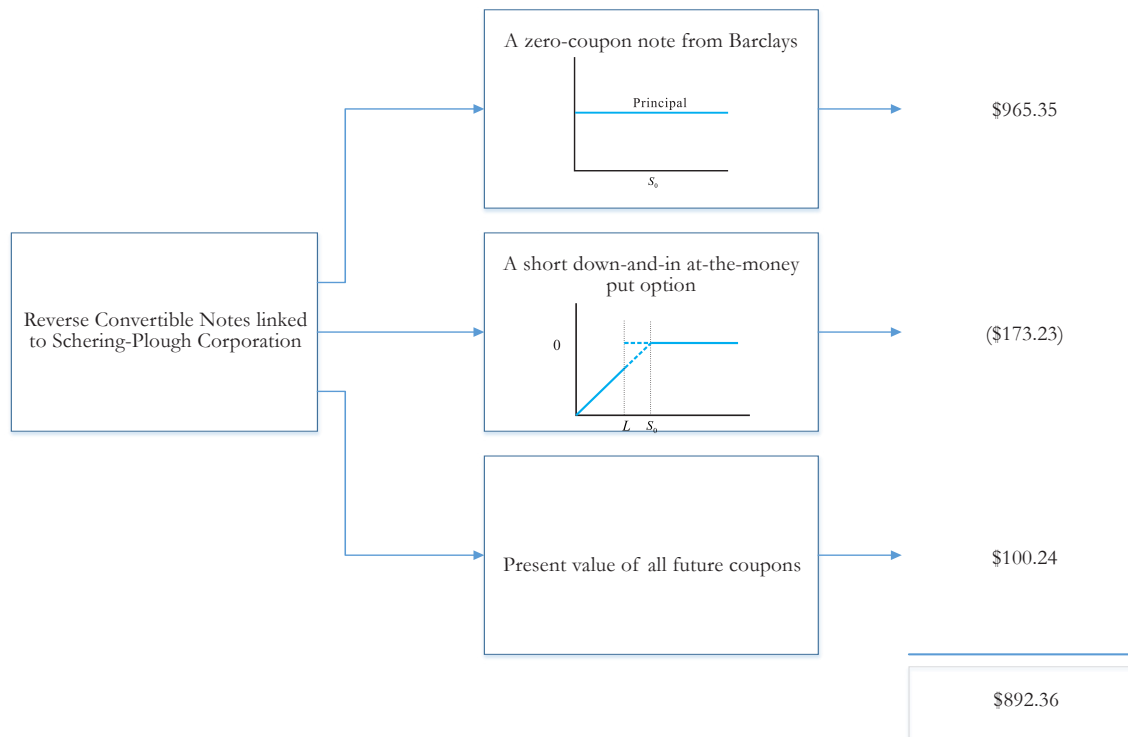 A zero-coupon note from Barclays
Principal
S₀
$965.35
Reverse Convertible Notes linked
to Schering-Plough Corporation
A short down-and-in at-the-money
put option
0
L S₀
($173.23)
Present value of all future coupons
$100.24
$892.36